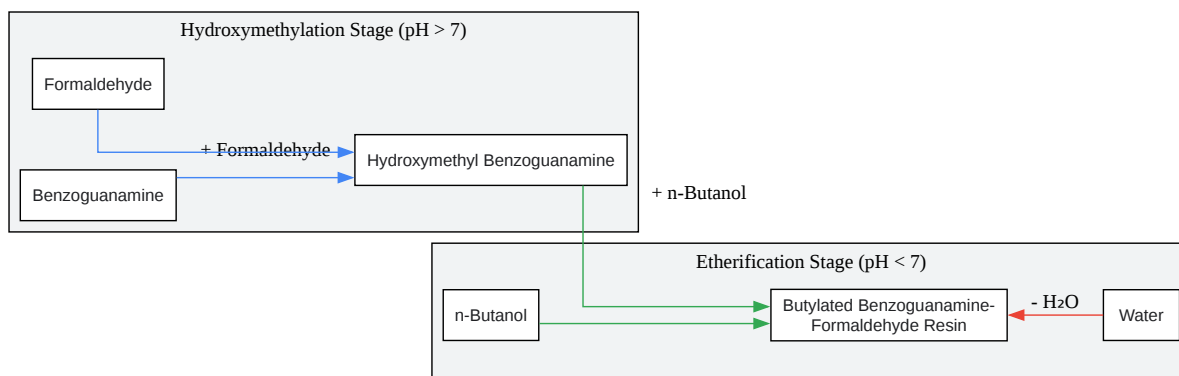 Hydroxymethylation Stage (pH > 7)
Formaldehyde
+ Formaldehyde
Hydroxymethyl Benzoguanamine
Benzoguanamine
+ n-Butanol
Etherification Stage (pH < 7)
n-Butanol
Butylated Benzoguanamine-
Formaldehyde Resin
- H₂O
Water